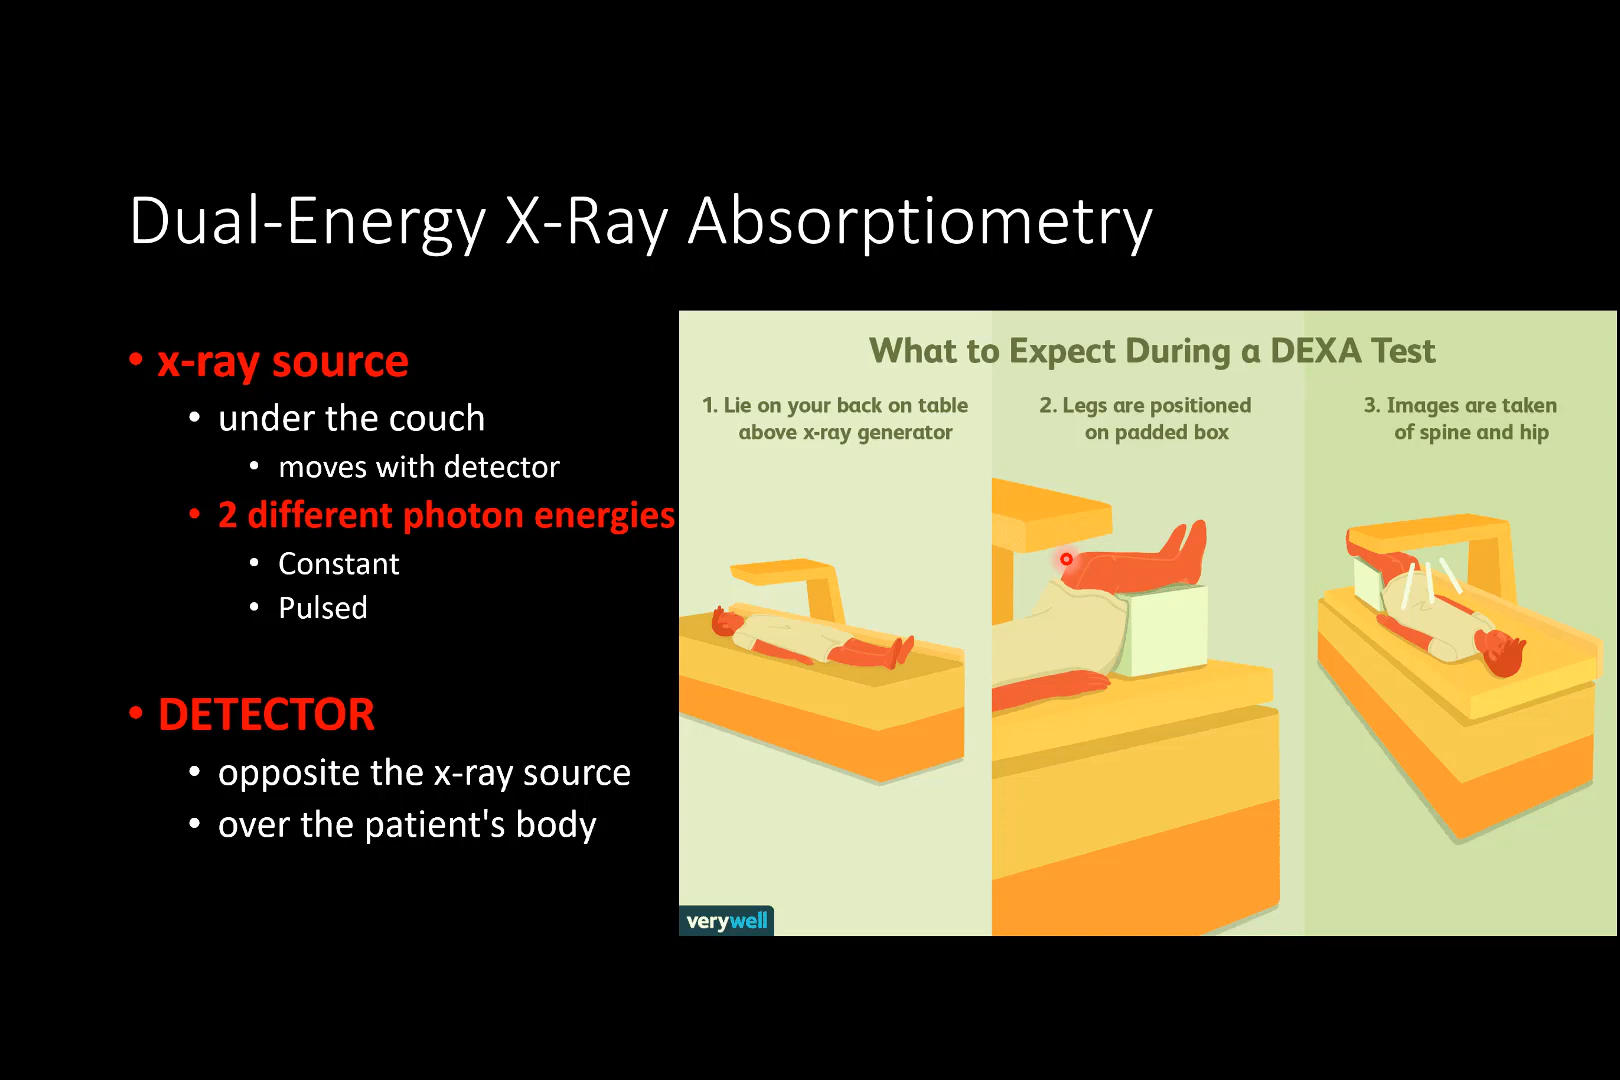 Dual-Energy X-Ray Absorptiometry
• x-ray source
• under the couch
• moves with detector
• 2 different photon energies
• Constant
• Pulsed
• DETECTOR
• opposite the x-ray source
• over the patient's body
What to Expect During a DEXA Test
1. Lie on your back on table
above x-ray generator
2. Legs are positioned
on padded box
3. Images are taken
of spine and hip
verywell